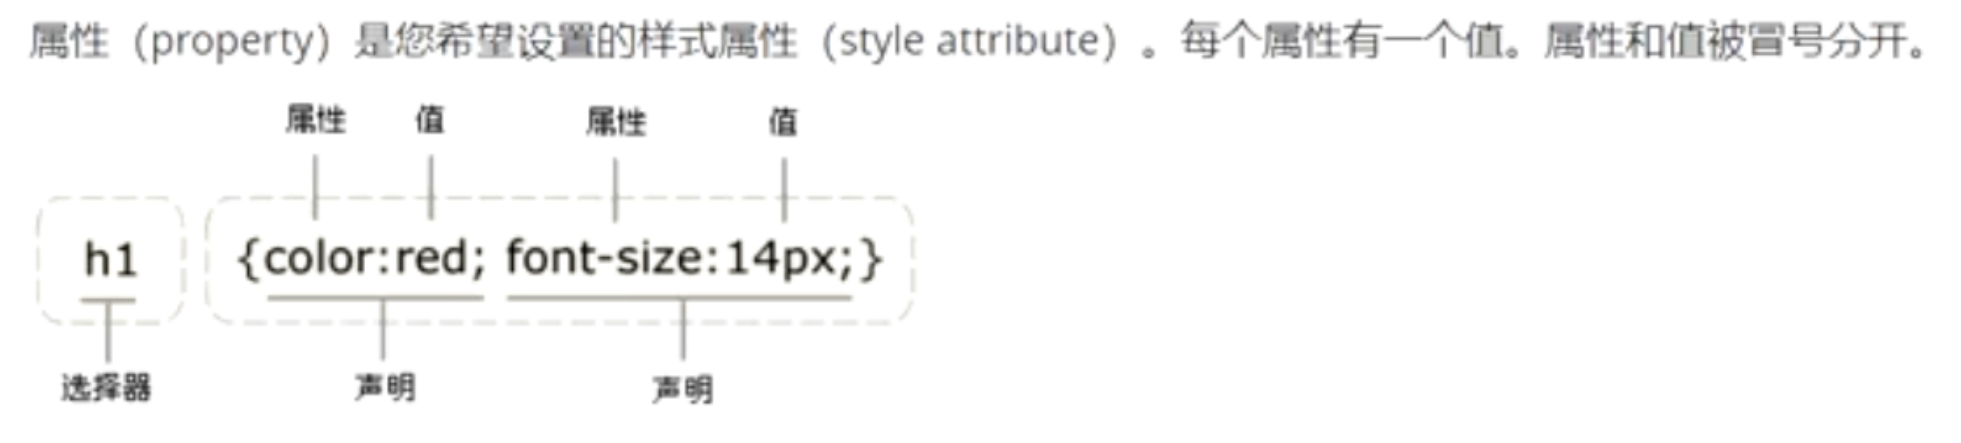 属性（property）是您希望设置的样式属性（style attribute）。每个属性有一个值。属性和值被冒号分开。
属性 值 属性 值
h1 {color:red; font-size:14px;}
选择器 声明 声明